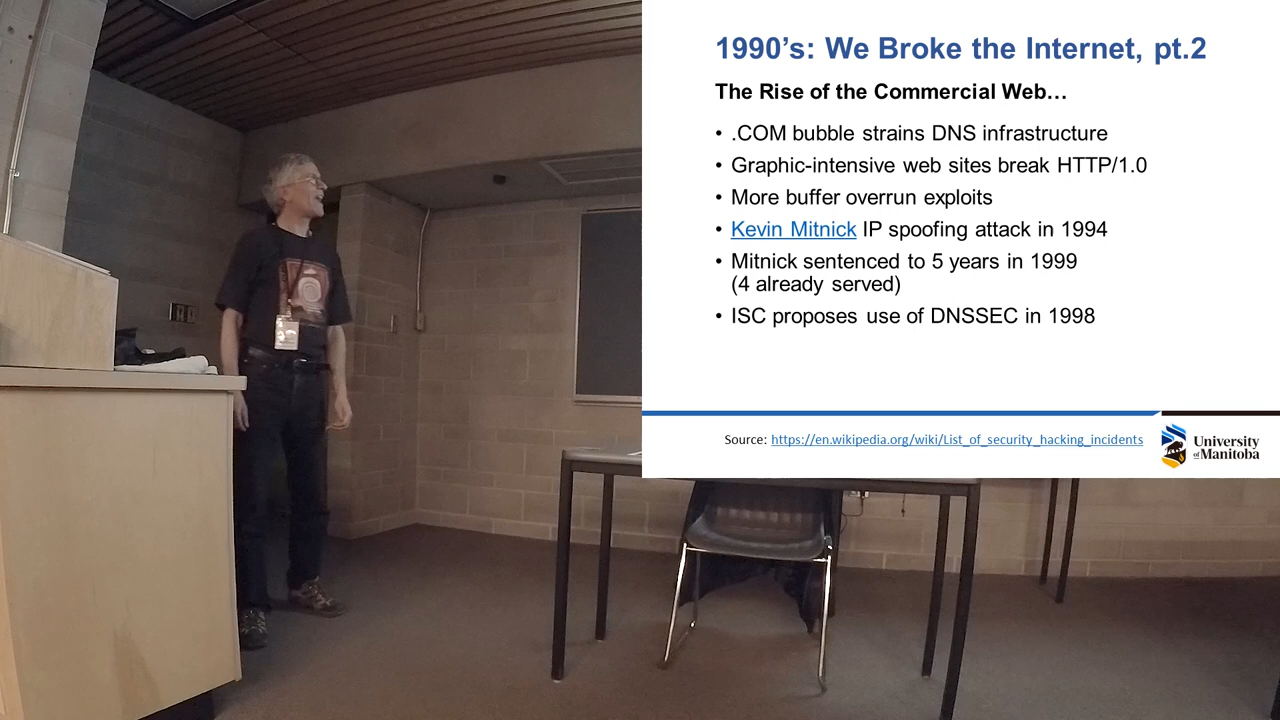 1990’s: We Broke the Internet, pt.2
The Rise of the Commercial Web…
• .COM bubble strains DNS infrastructure
• Graphic-intensive web sites break HTTP/1.0
• More buffer overrun exploits
• Kevin Mitnick IP spoofing attack in 1994
• Mitnick sentenced to 5 years in 1999
(4 already served)
• ISC proposes use of DNSSEC in 1998
Source: https://en.wikipedia.org/wiki/List_of_security_hacking_incidents
University
of Manitoba